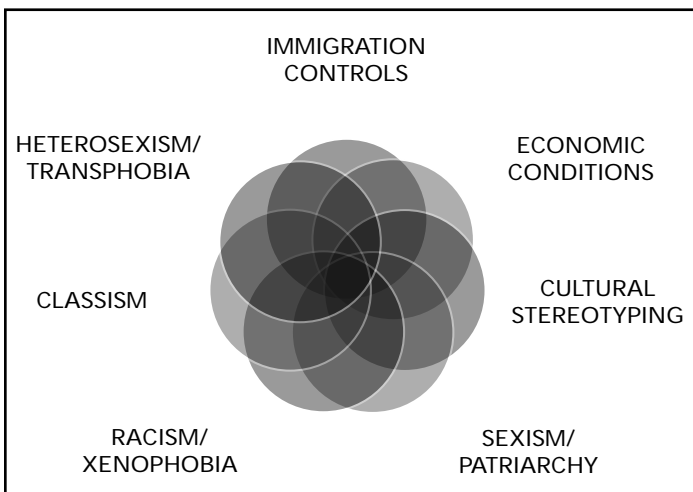 IMMIGRATION
CONTROLS
HETEROSEXISM/
TRANSPHOBIA
ECONOMIC
CONDITIONS
CLASSISM
CULTURAL
STEREOTYPING
RACISM/
XENOPHOBIA
SEXISM/
PATRIARCHY